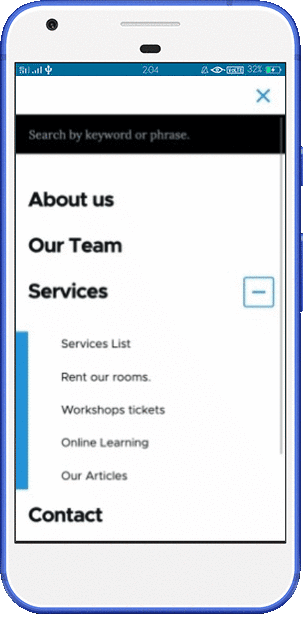 2:04
VoLTE 32%
Search by keyword or phrase.
About us
Our Team
Services
Services List
Rent our rooms.
Workshops tickets
Online Learning
Our Articles
Contact